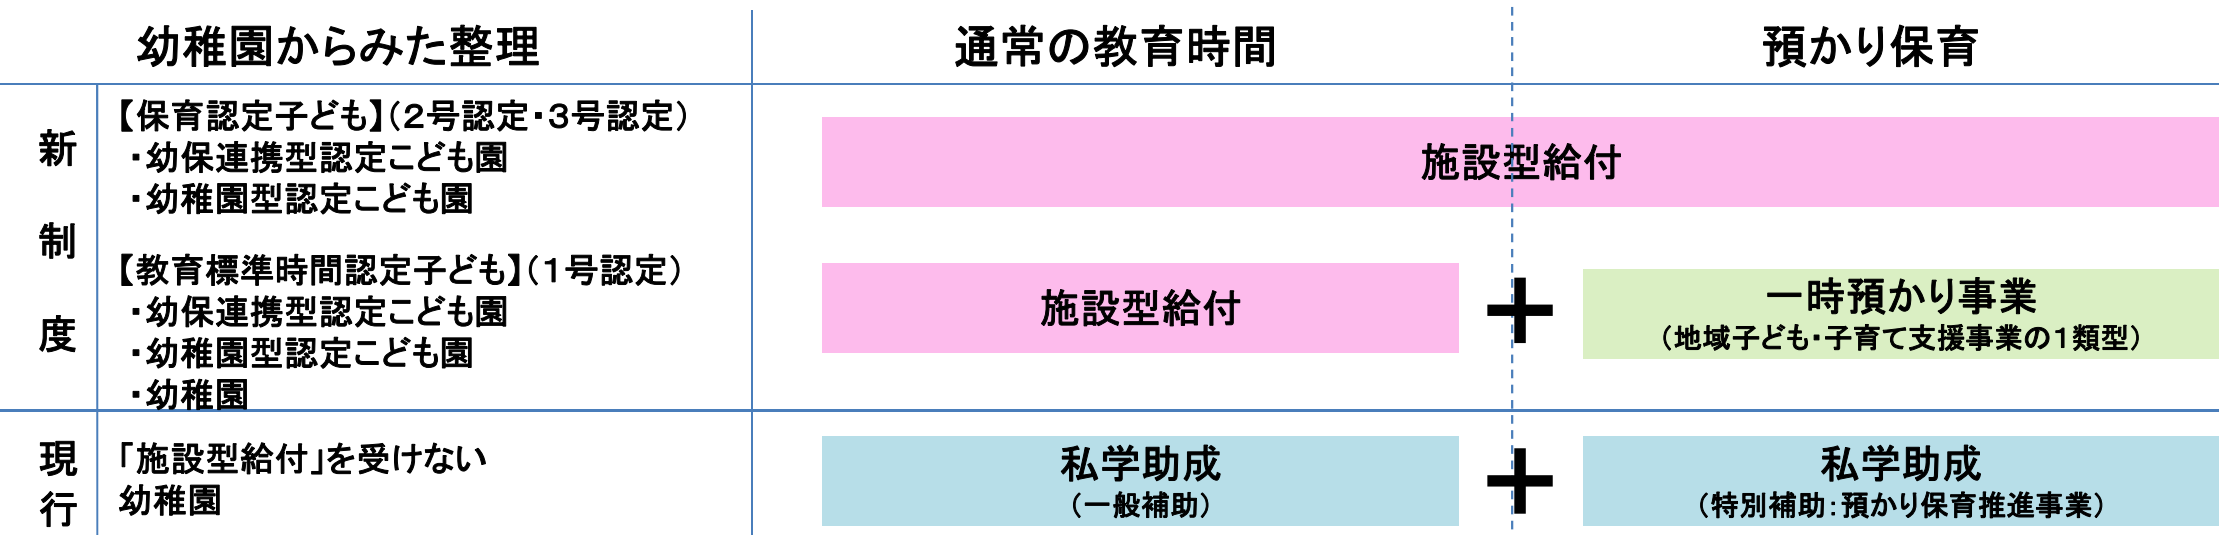 幼稚園からみた整理
通常の教育時間
預かり保育
新制度
【保育認定子ども】（２号認定・３号認定）
・幼保連携型認定こども園
・幼稚園型認定こども園
施設型給付
【教育標準時間認定子ども】（１号認定）
・幼保連携型認定こども園
・幼稚園型認定こども園
・幼稚園
施設型給付
＋
一時預かり事業
（地域子ども・子育て支援事業の１類型）
現行
「施設型給付」を受けない
幼稚園
私学助成
（一般補助）
＋
私学助成
（特別補助：預かり保育推進事業）